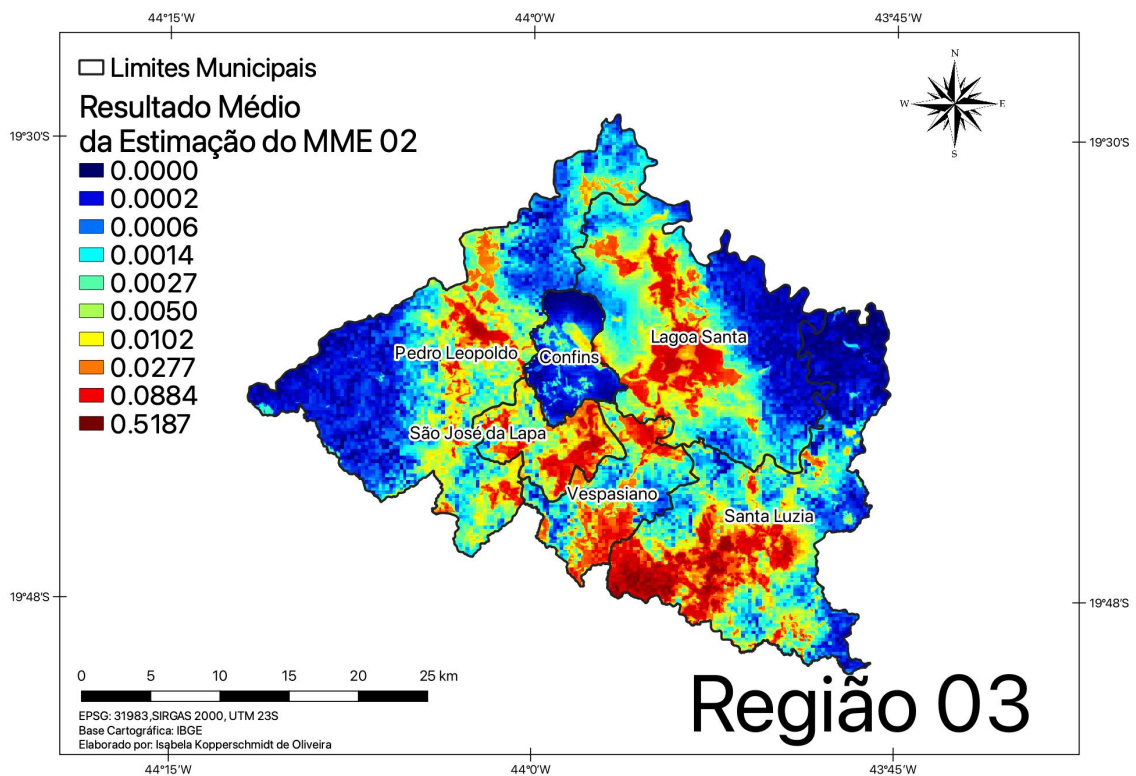 44°15'W 44°0'W 43°45'W
Limites Municipais
Resultado Médio
da Estimação do MME 02
0.0000
0.0002
0.0006
0.0014
0.0027
0.0050
0.0102
0.0277
0.0884
0.5187
N
W E
S
19°30'S 19°30'S
Lagoa Santa
Pedro Leopoldo Confins
São José da Lapa
Vespasiano
Santa Luzia
19°48'S 19°48'S
0 5 10 15 20 25 km
EPSG: 31983,SIRGAS 2000, UTM 23S
Base Cartográfica: IBGE
Elaborado por: Isabela Kopperschmidt de Oliveira
Região 03
44°15'W 44°0'W 43°45'W